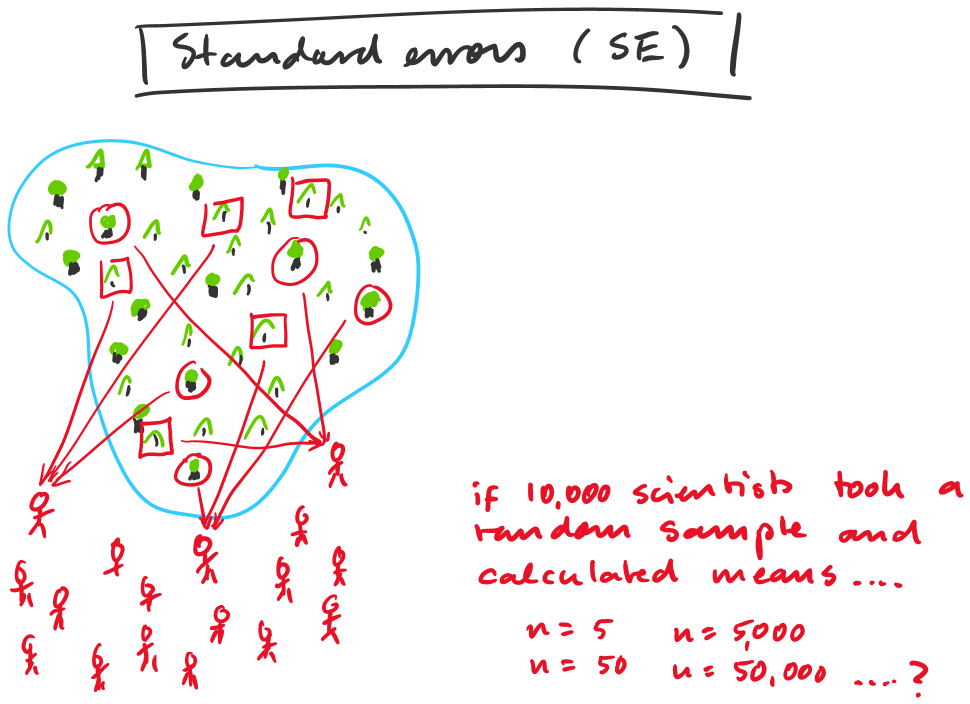 Standard errors (SE)
if 10,000 scientists took a
random sample and
calculated means ....
n = 5 n = 5,000
n = 50 n = 50,000 ....?